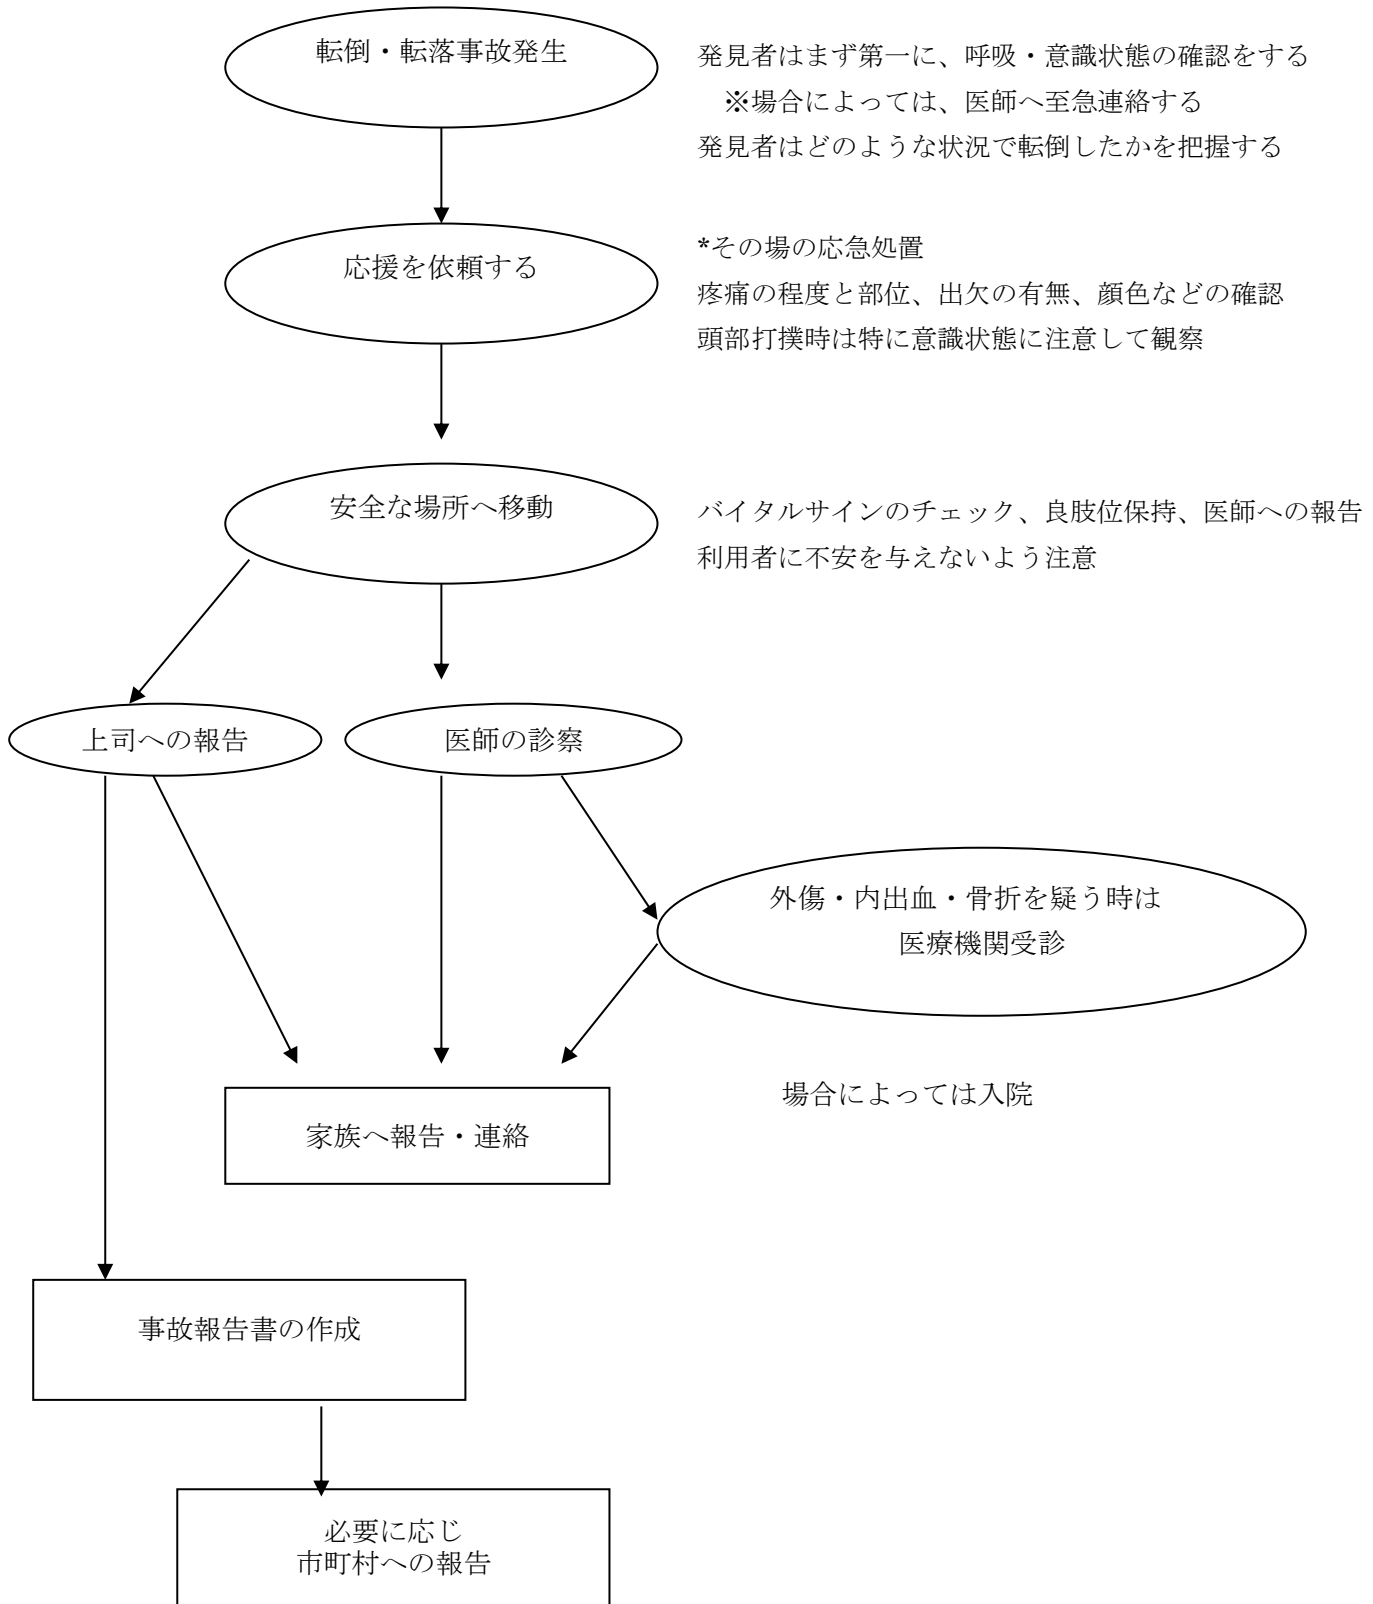 転倒・転落事故発生
発見者はまず第一に、呼吸・意識状態の確認をする
※場合によっては、医師へ至急連絡する
発見者はどのような状況で転倒したかを把握する
応援を依頼する
*その場の応急処置
疼痛の程度と部位、出欠の有無、顔色などの確認
頭部打撲時は特に意識状態に注意して観察
安全な場所へ移動
バイタルサインのチェック、良肢位保持、医師への報告
利用者に不安を与えないよう注意
上司への報告
医師の診察
外傷・内出血・骨折を疑う時は
医療機関受診
場合によっては入院
家族へ報告・連絡
事故報告書の作成
必要に応じ
市町村への報告